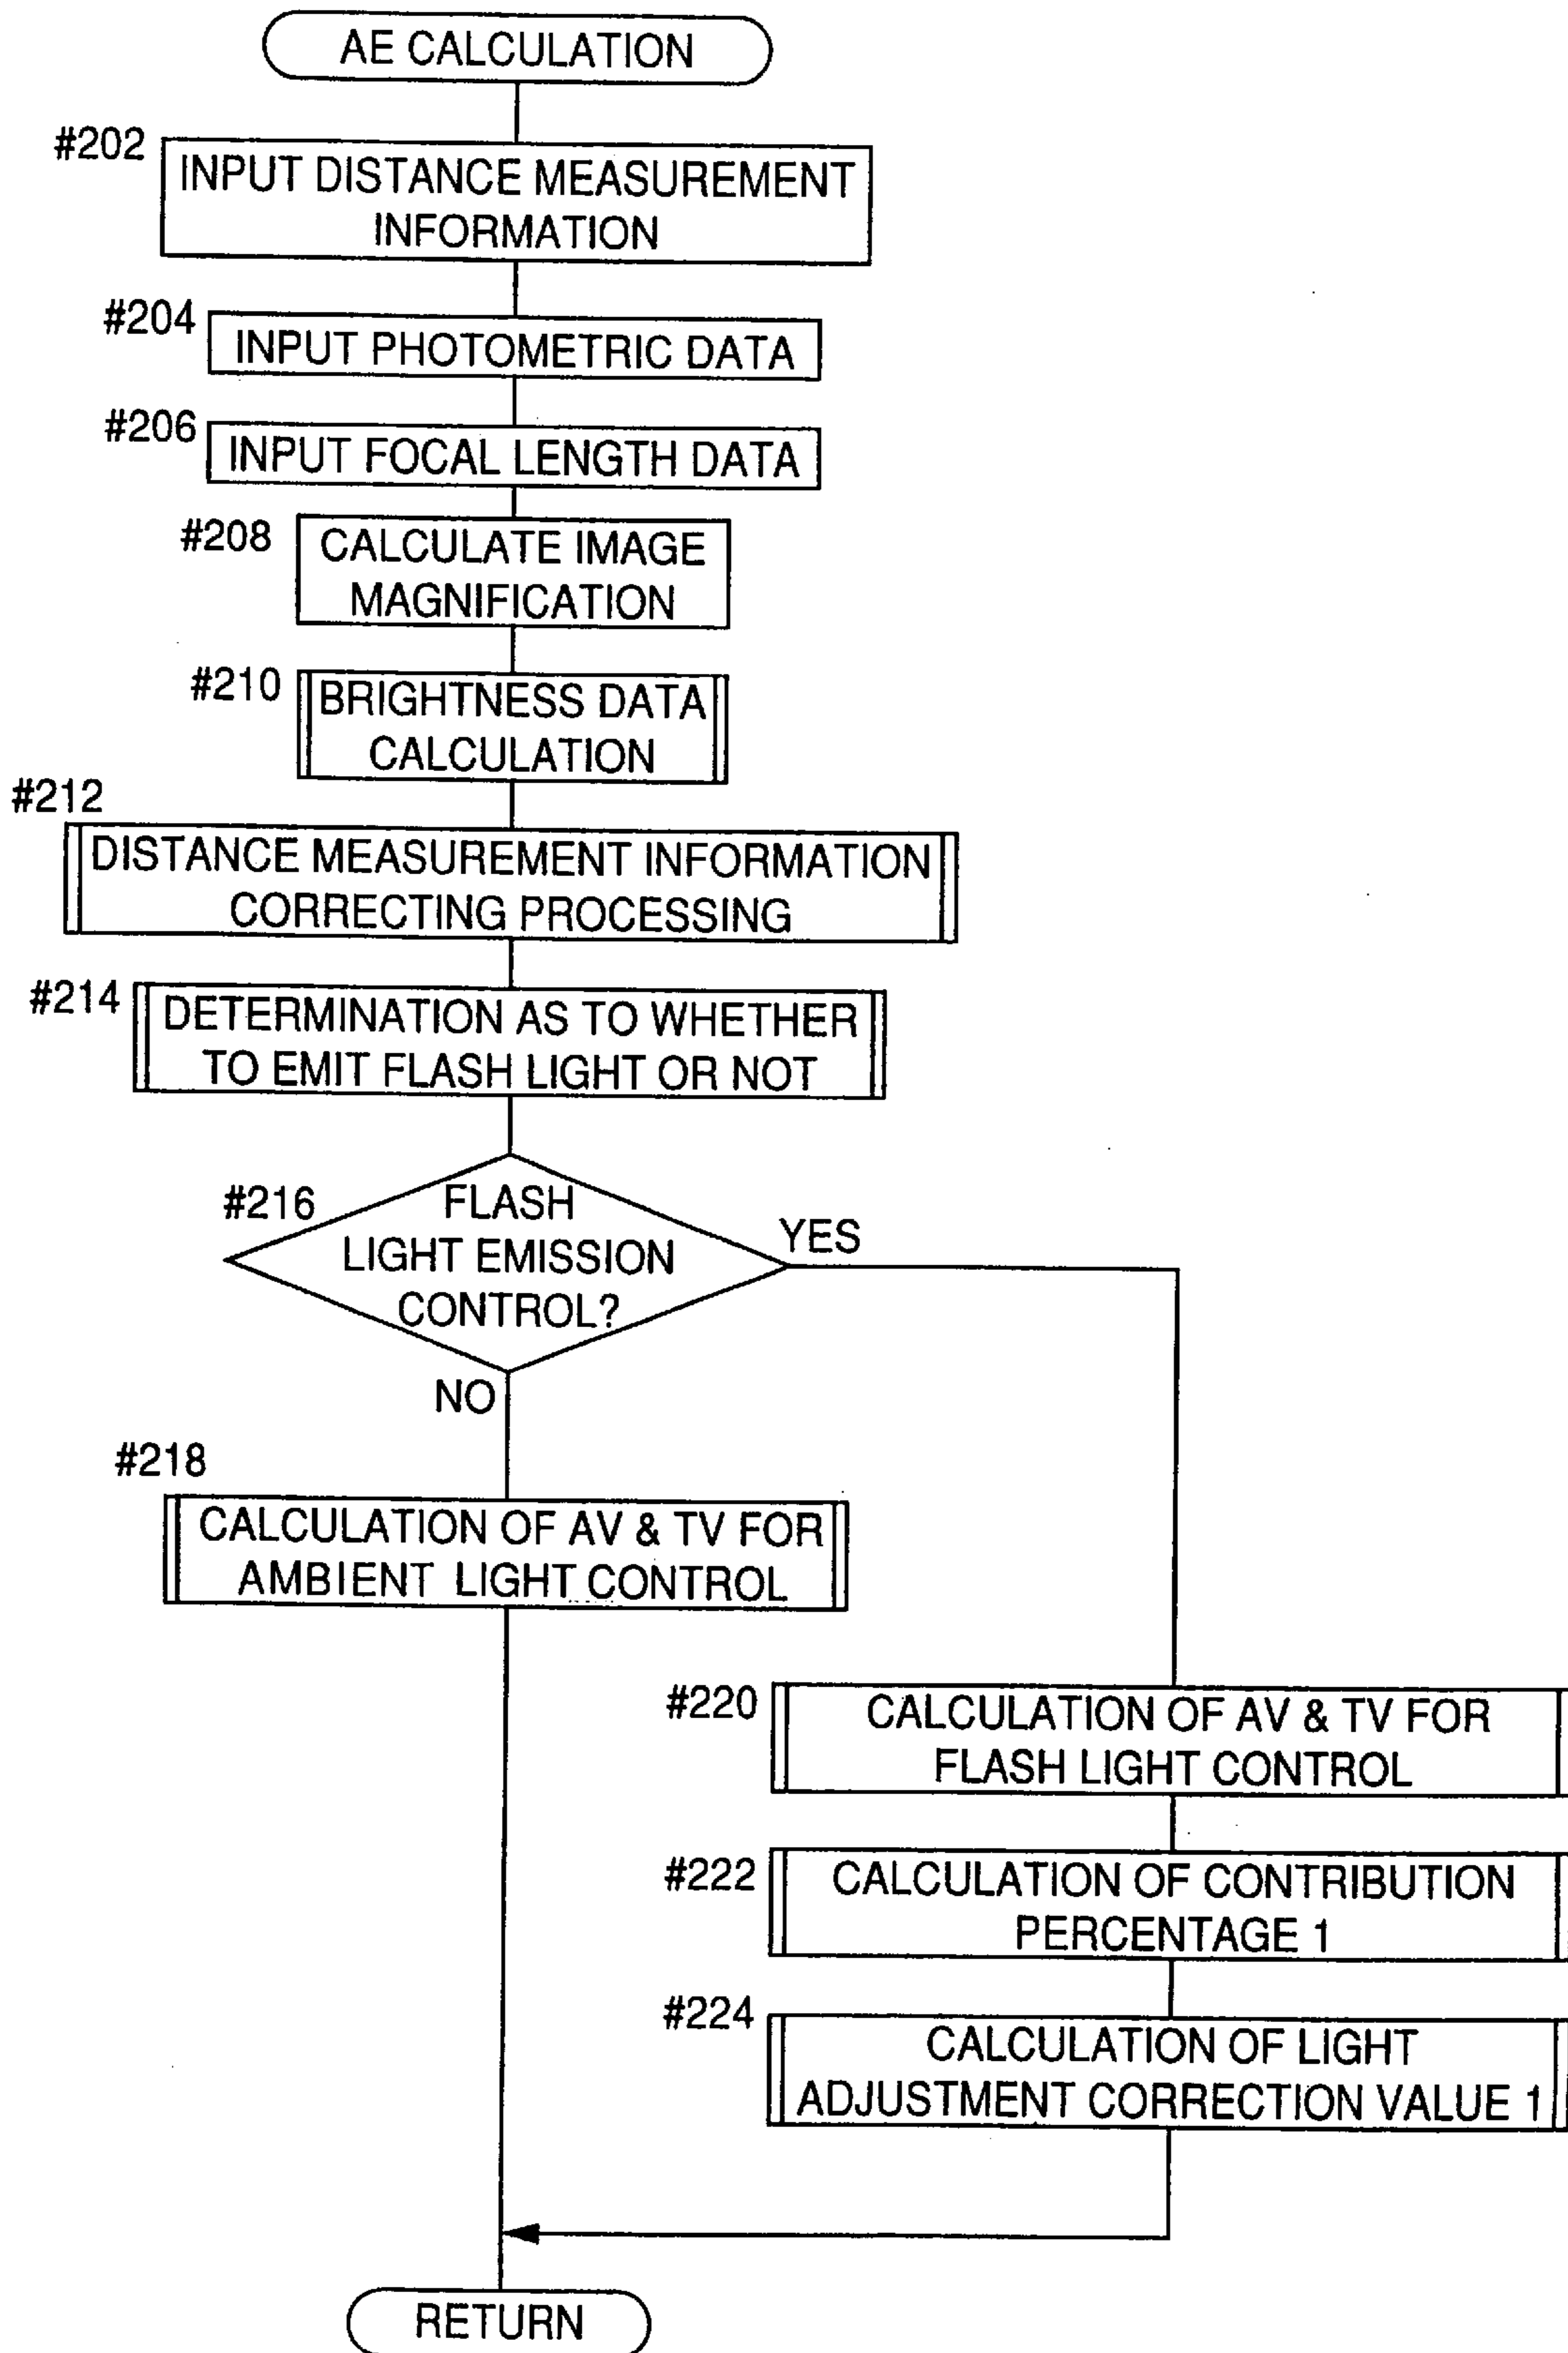 AE CALCULATION
#202
INPUT DISTANCE MEASUREMENT
INFORMATION
#204
INPUT PHOTOMETRIC DATA
#206
INPUT FOCAL LENGTH DATA
#208
CALCULATE IMAGE
MAGNIFICATION
#210
BRIGHTNESS DATA
CALCULATION
#212
DISTANCE MEASUREMENT INFORMATION
CORRECTING PROCESSING
#214
DETERMINATION AS TO WHETHER
TO EMIT FLASH LIGHT OR NOT
#216
FLASH
LIGHT EMISSION
CONTROL?
YES
NO
#218
CALCULATION OF AV & TV FOR
AMBIENT LIGHT CONTROL
#220
CALCULATION OF AV & TV FOR
FLASH LIGHT CONTROL
#222
CALCULATION OF CONTRIBUTION
PERCENTAGE 1
#224
CALCULATION OF LIGHT
ADJUSTMENT CORRECTION VALUE 1
RETURN